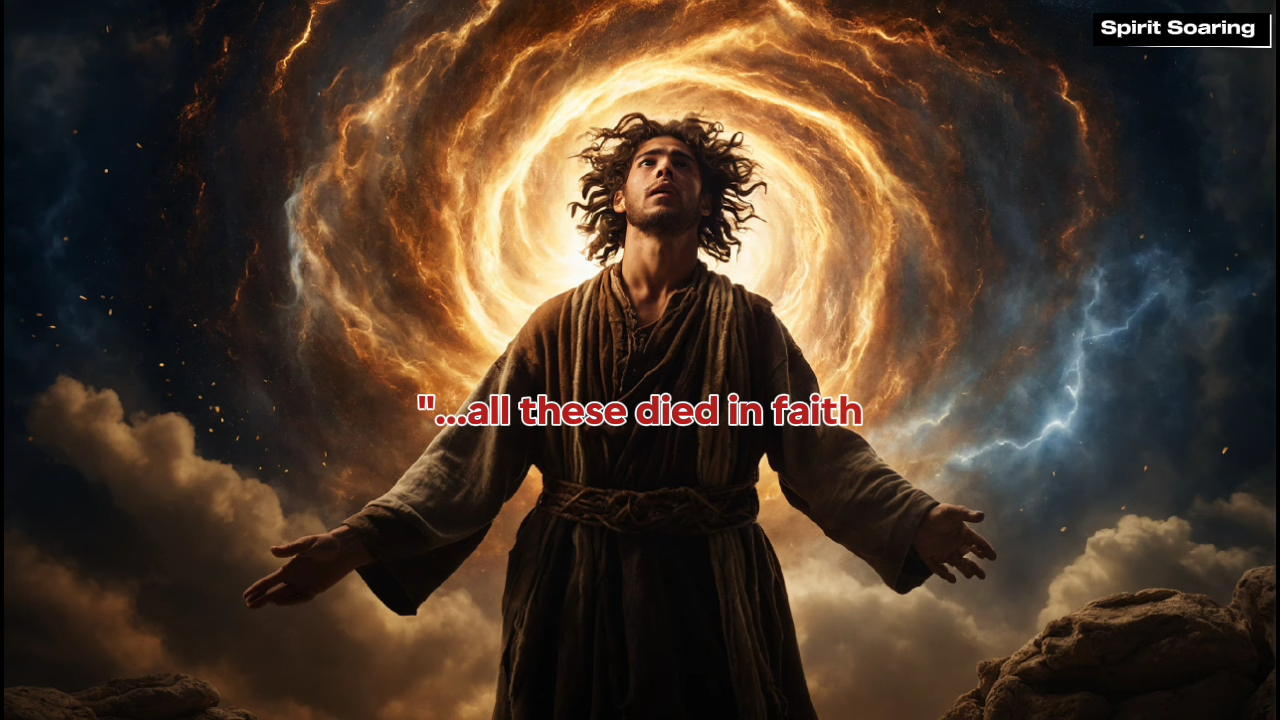 Spirit Soaring
"...all these died in faith